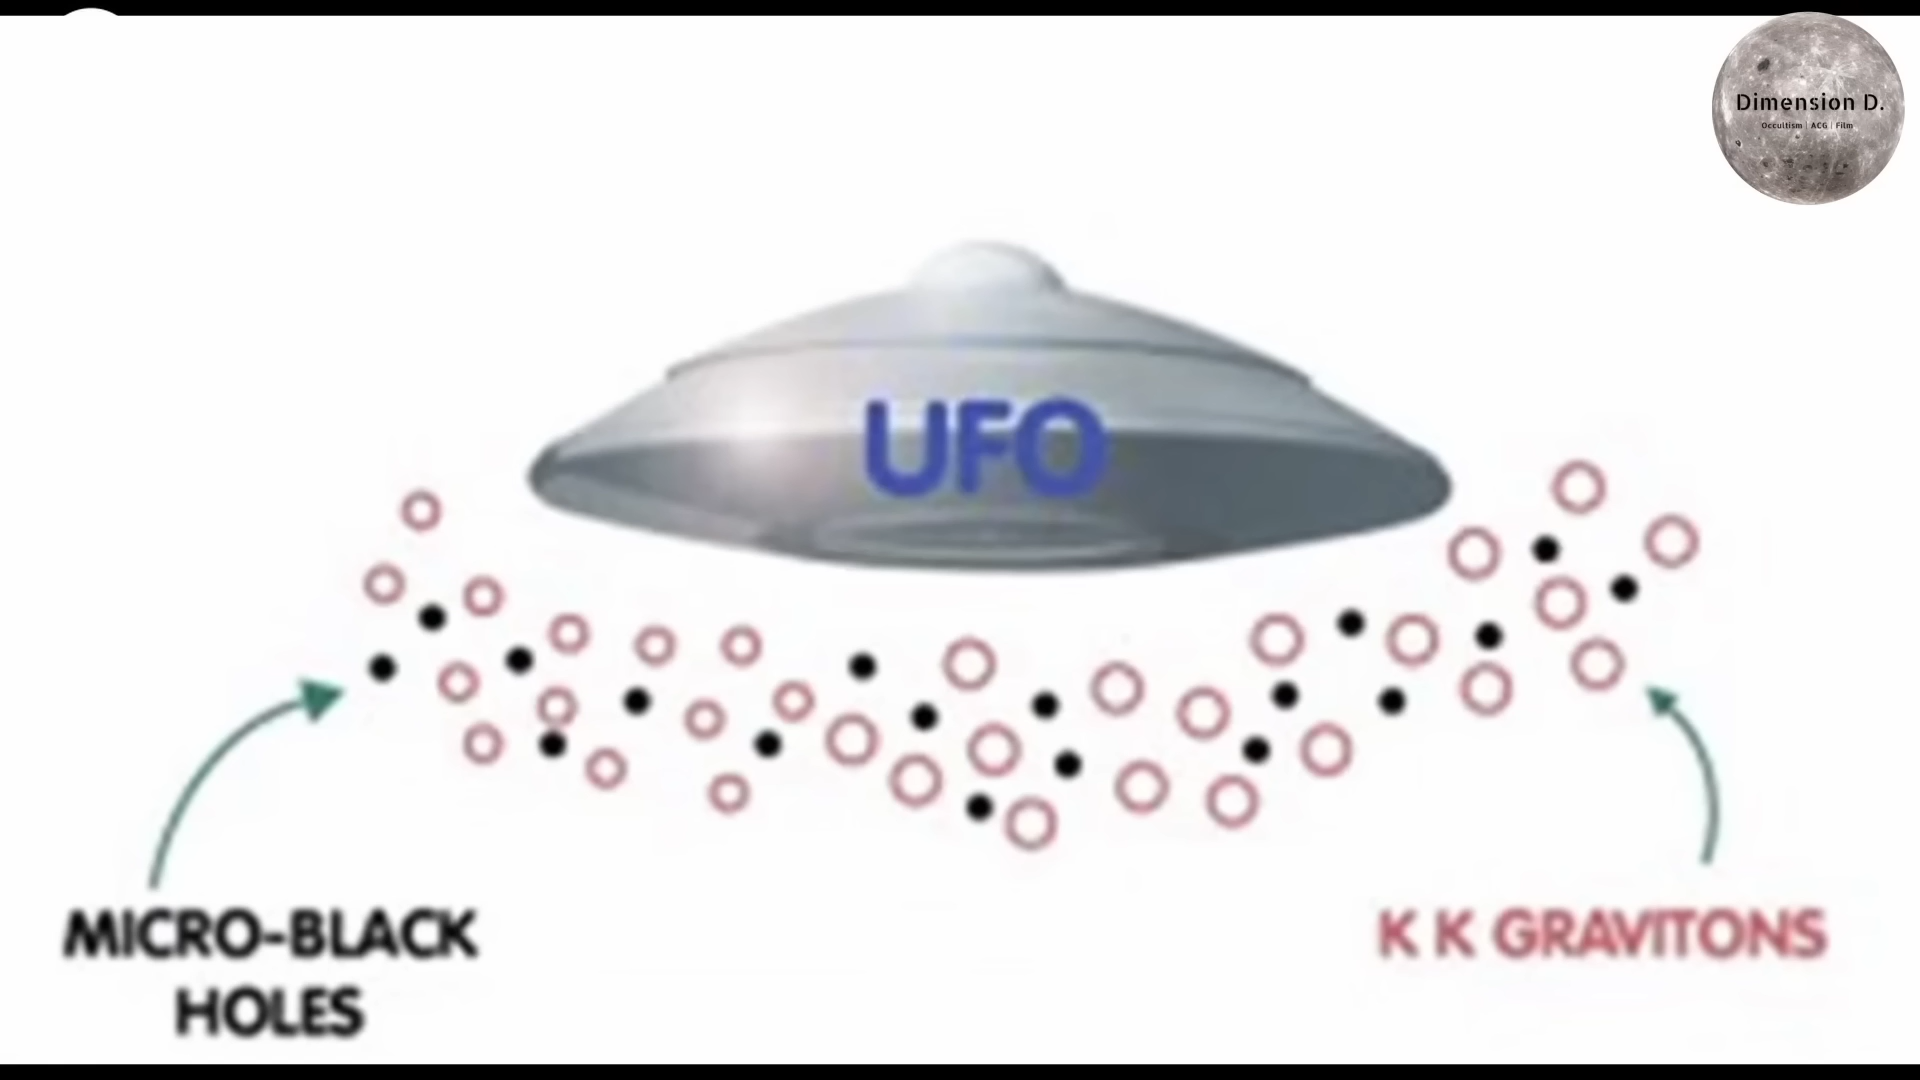 Dimension D.
Occultism | ACG | Film
UFO
MICRO-BLACK
HOLES
K K GRAVITONS